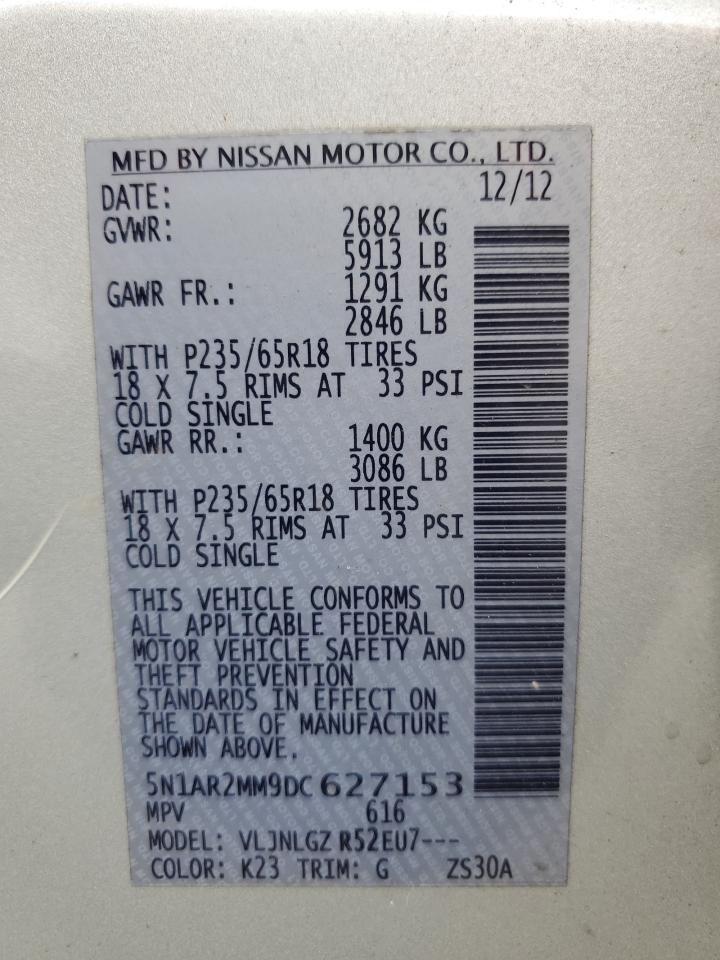 MFD BY NISSAN MOTOR CO., LTD.
DATE: 12/12
GVWR: 2682 KG
5913 LB
GAWR FR.: 1291 KG
2846 LB
WITH P235/65R18 TIRES
18 X 7.5 RIMS AT 33 PSI
COLD SINGLE
GAWR RR.: 1400 KG
3086 LB
WITH P235/65R18 TIRES
18 X 7.5 RIMS AT 33 PSI
COLD SINGLE
THIS VEHICLE CONFORMS TO
ALL APPLICABLE FEDERAL
MOTOR VEHICLE SAFETY AND
THEFT PREVENTION
STANDARDS IN EFFECT ON
THE DATE OF MANUFACTURE
SHOWN ABOVE.
5N1AR2MM9DC627153
MPV 616
MODEL: VLJNLGZ R52EU7---
COLOR: K23 TRIM: G ZS30A